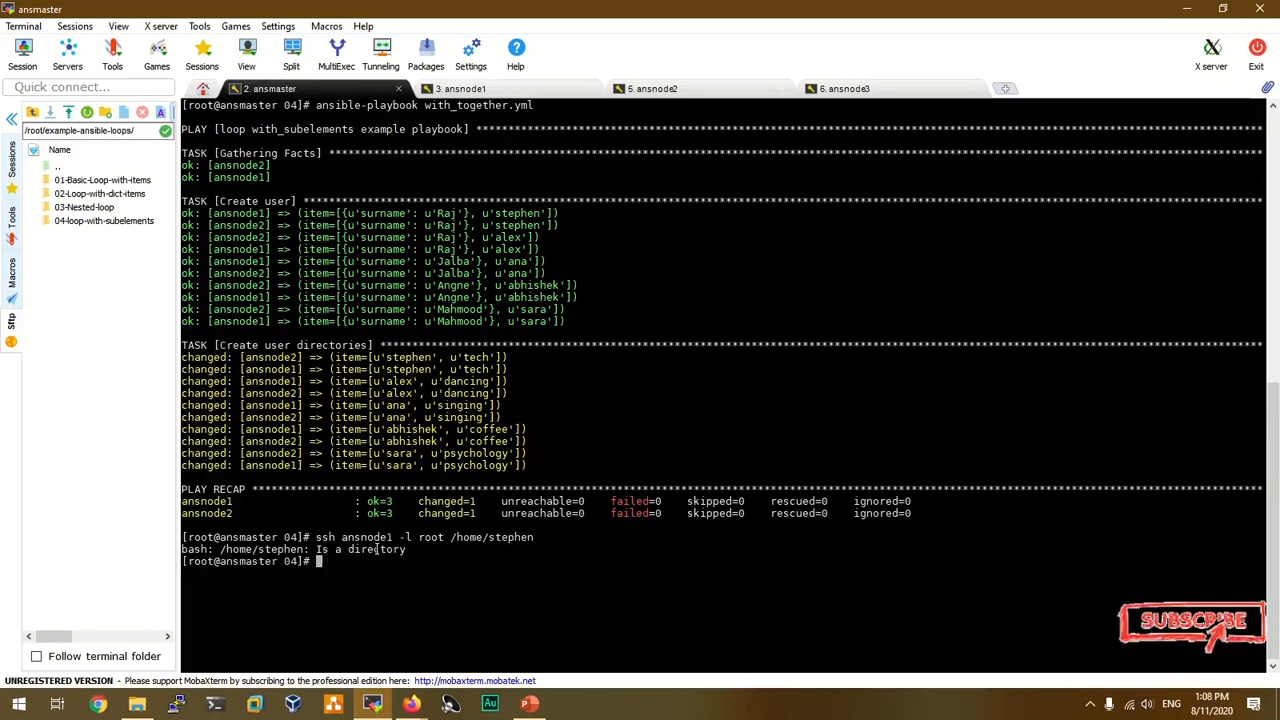 ansmaster
Terminal Sessions View X server Tools Games Settings Macros Help
Session Servers Tools Games Sessions View Split MultiExec Tunneling Packages Settings Help X server Exit
Quick connect... 2. ansmaster 3. ansnode1 5. ansnode2 6. ansnode3
/root/example-ansible-loops/
Name
..
01-Basic-Loop-with-items
02-Loop-with-dict-items
03-Nested-loop
04-loop-with-subelements
Sessions
Tools
Macros
Sftp
[root@ansmaster 04]# ansible-playbook with_together.yml
PLAY [loop with_subelements example playbook] ****************************************************************************************************************************
TASK [Gathering Facts] ***************************************************************************************************************************************************
ok: [ansnode2]
ok: [ansnode1]
TASK [Create user] *******************************************************************************************************************************************************
ok: [ansnode1] => (item=[{u'surname': u'Raj'}, u'stephen'])
ok: [ansnode2] => (item=[{u'surname': u'Raj'}, u'stephen'])
ok: [ansnode2] => (item=[{u'surname': u'Raj'}, u'alex'])
ok: [ansnode1] => (item=[{u'surname': u'Raj'}, u'alex'])
ok: [ansnode1] => (item=[{u'surname': u'Jalba'}, u'ana'])
ok: [ansnode2] => (item=[{u'surname': u'Jalba'}, u'ana'])
ok: [ansnode2] => (item=[{u'surname': u'Angne'}, u'abhishek'])
ok: [ansnode1] => (item=[{u'surname': u'Angne'}, u'abhishek'])
ok: [ansnode2] => (item=[{u'surname': u'Mahmood'}, u'sara'])
ok: [ansnode1] => (item=[{u'surname': u'Mahmood'}, u'sara'])
TASK [Create user directories] *******************************************************************************************************************************************
changed: [ansnode2] => (item=[u'stephen', u'tech'])
changed: [ansnode1] => (item=[u'stephen', u'tech'])
changed: [ansnode1] => (item=[u'alex', u'dancing'])
changed: [ansnode2] => (item=[u'alex', u'dancing'])
changed: [ansnode1] => (item=[u'ana', u'singing'])
changed: [ansnode2] => (item=[u'ana', u'singing'])
changed: [ansnode1] => (item=[u'abhishek', u'coffee'])
changed: [ansnode2] => (item=[u'abhishek', u'coffee'])
changed: [ansnode2] => (item=[u'sara', u'psychology'])
changed: [ansnode1] => (item=[u'sara', u'psychology'])
PLAY RECAP ***************************************************************************************************************************************************************
ansnode1 : ok=3 changed=1 unreachable=0 failed=0 skipped=0 rescued=0 ignored=0
ansnode2 : ok=3 changed=1 unreachable=0 failed=0 skipped=0 rescued=0 ignored=0
[root@ansmaster 04]# ssh ansnode1 -l root /home/stephen
bash: /home/stephen: Is a directory
[root@ansmaster 04]#
SUBSCRIBE
Follow terminal folder
UNREGISTERED VERSION - Please support MobaXterm by subscribing to the professional edition here: http://mobaxterm.mobatek.net
Au
ENG
1:08 PM
8/11/2020